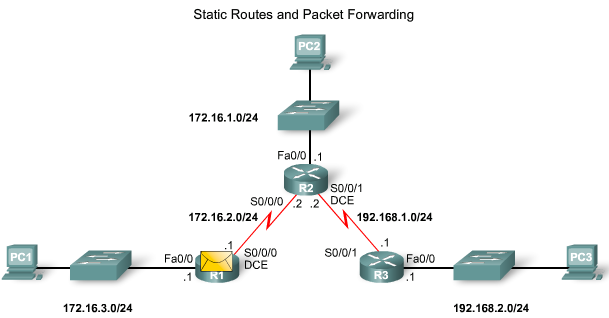 Static Routes and Packet Forwarding
PC2
172.16.1.0/24
Fa0/0
.1
R2
S0/0/0
S0/0/1
DCE
.2
.2
172.16.2.0/24
192.168.1.0/24
.1
S0/0/0
DCE
.1
S0/0/1
PC1
Fa0/0
.1
R1
R3
Fa0/0
.1
PC3
172.16.3.0/24
192.168.2.0/24